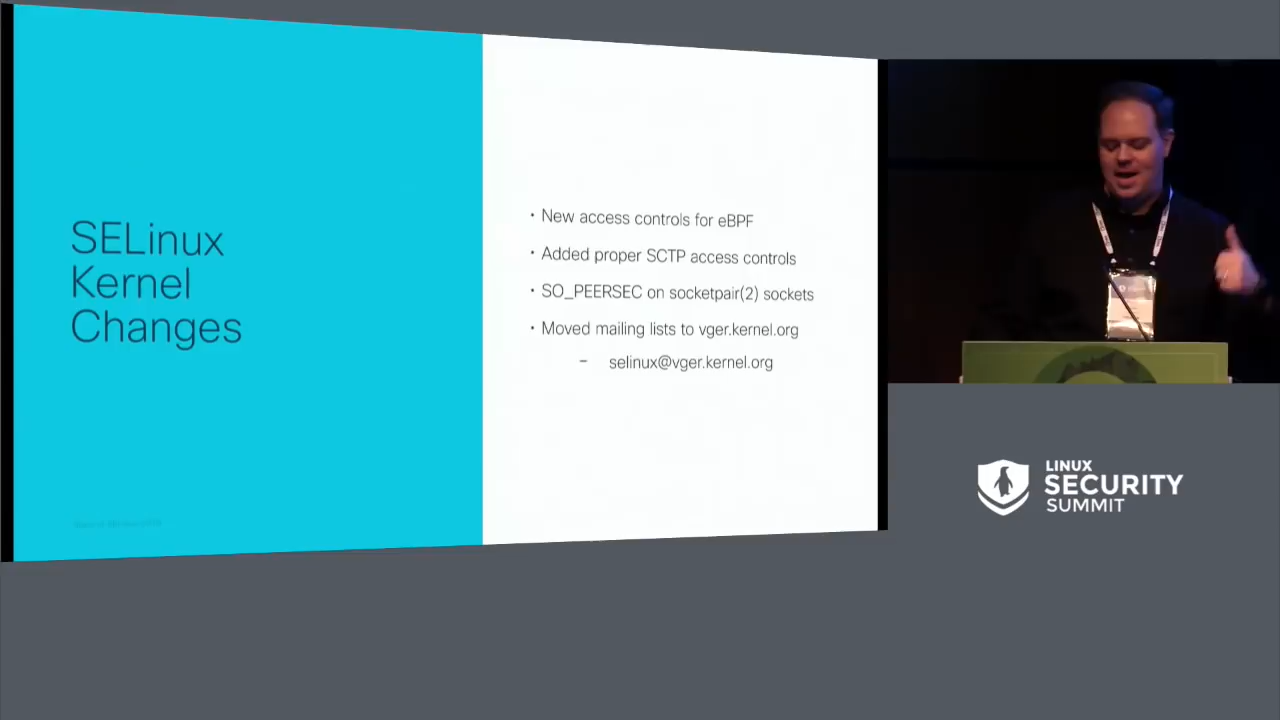 SELinux
Kernel
Changes
• New access controls for eBPF
• Added proper SCTP access controls
• SO_PEERSEC on socketpair(2) sockets
• Moved mailing lists to vger.kernel.org
– selinux@vger.kernel.org
LINUX
SECURITY
SUMMIT